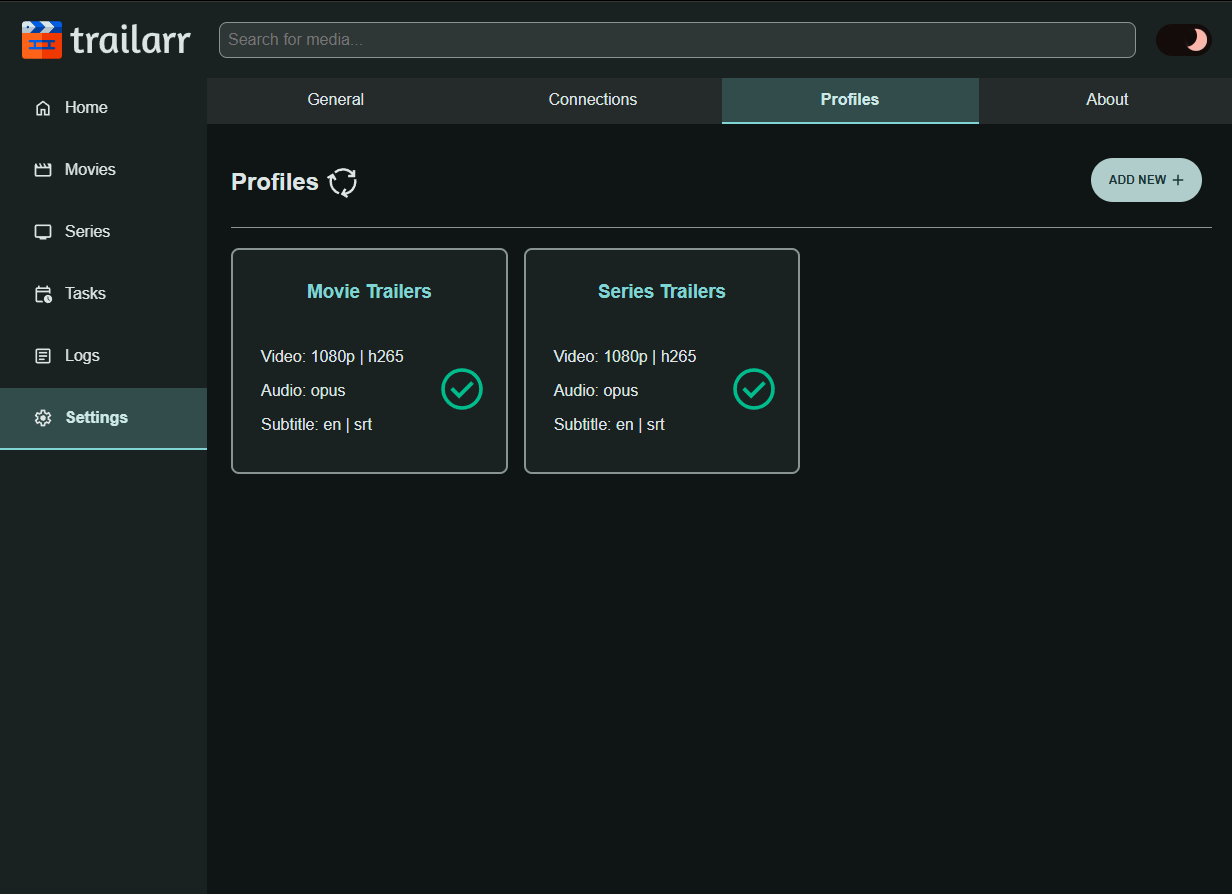 trailarr
Search for media...
Home
Movies
Series
Tasks
Logs
Settings
General
Connections
Profiles
About
Profiles
ADD NEW +
Movie Trailers
Video: 1080p | h265
Audio: opus
Subtitle: en | srt
Series Trailers
Video: 1080p | h265
Audio: opus
Subtitle: en | srt